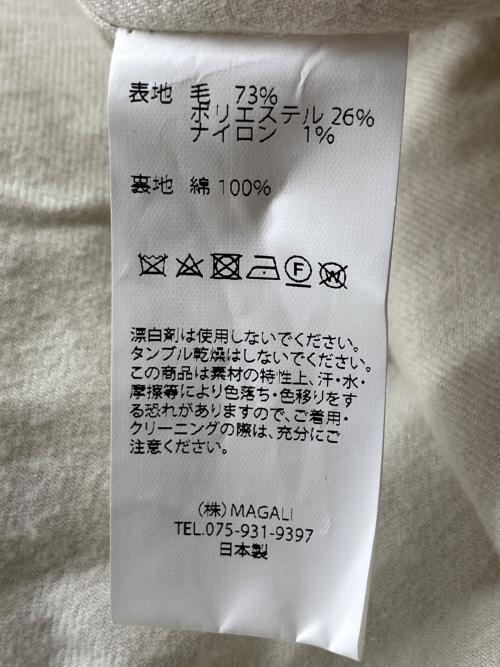 表地 毛 73%
ポリエステル 26%
ナイロン 1%
裏地 綿 100%
F
W
漂白剤は使用しないでください。
タンブル乾燥はしないでください。
この商品は素材の特性上、汗・水・
摩擦等により色落ち・色移りをす
る恐れがありますので、ご着用・
クリーニングの際は、充分にご
注意ください。
(株)MAGALI
TEL.075-931-9397
日本製